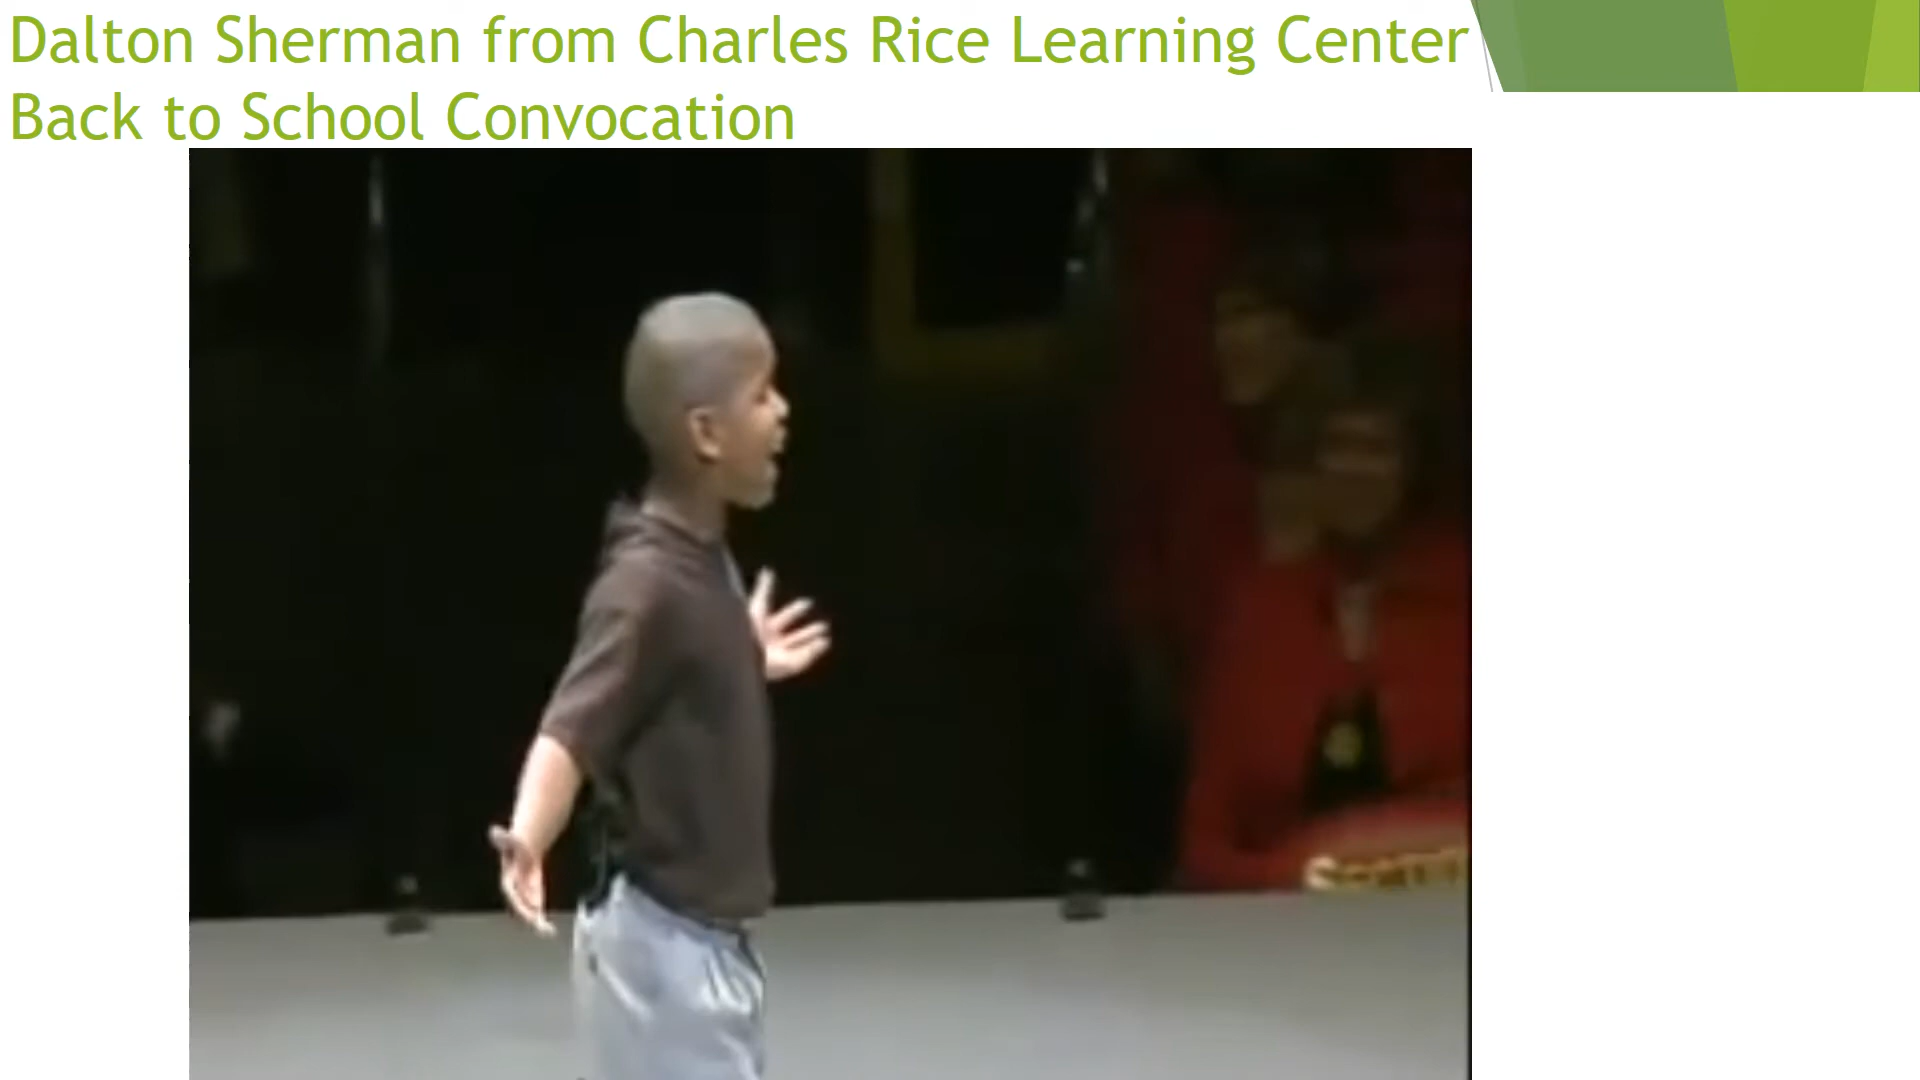 Dalton Sherman from Charles Rice Learning Center
Back to School Convocation